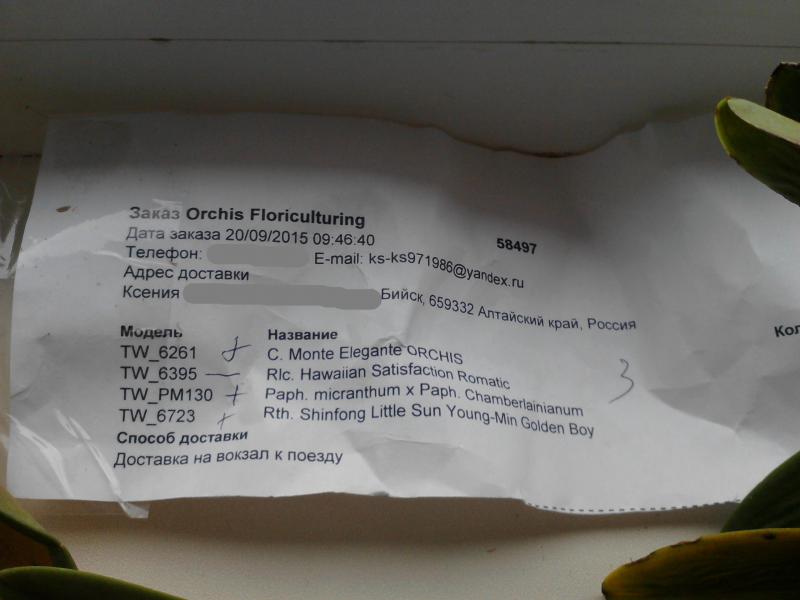 Заказ Orchis Floriculturing
58497
Дата заказа 20/09/2015 09:46:40
Телефон: E-mail: ks-ks971986@yandex.ru
Адрес доставки
Ксения Бийск, 659332 Алтайский край, Россия
Модель Название Кол
TW_6261 + C. Monte Elegante ORCHIS
TW_6395 — Rlc. Hawaiian Satisfaction Romatic
TW_PM130 + Paph. micranthum x Paph. Chamberlainianum
TW_6723 + Rth. Shinfong Little Sun Young-Min Golden Boy
3
Способ доставки
Доставка на вокзал к поезду